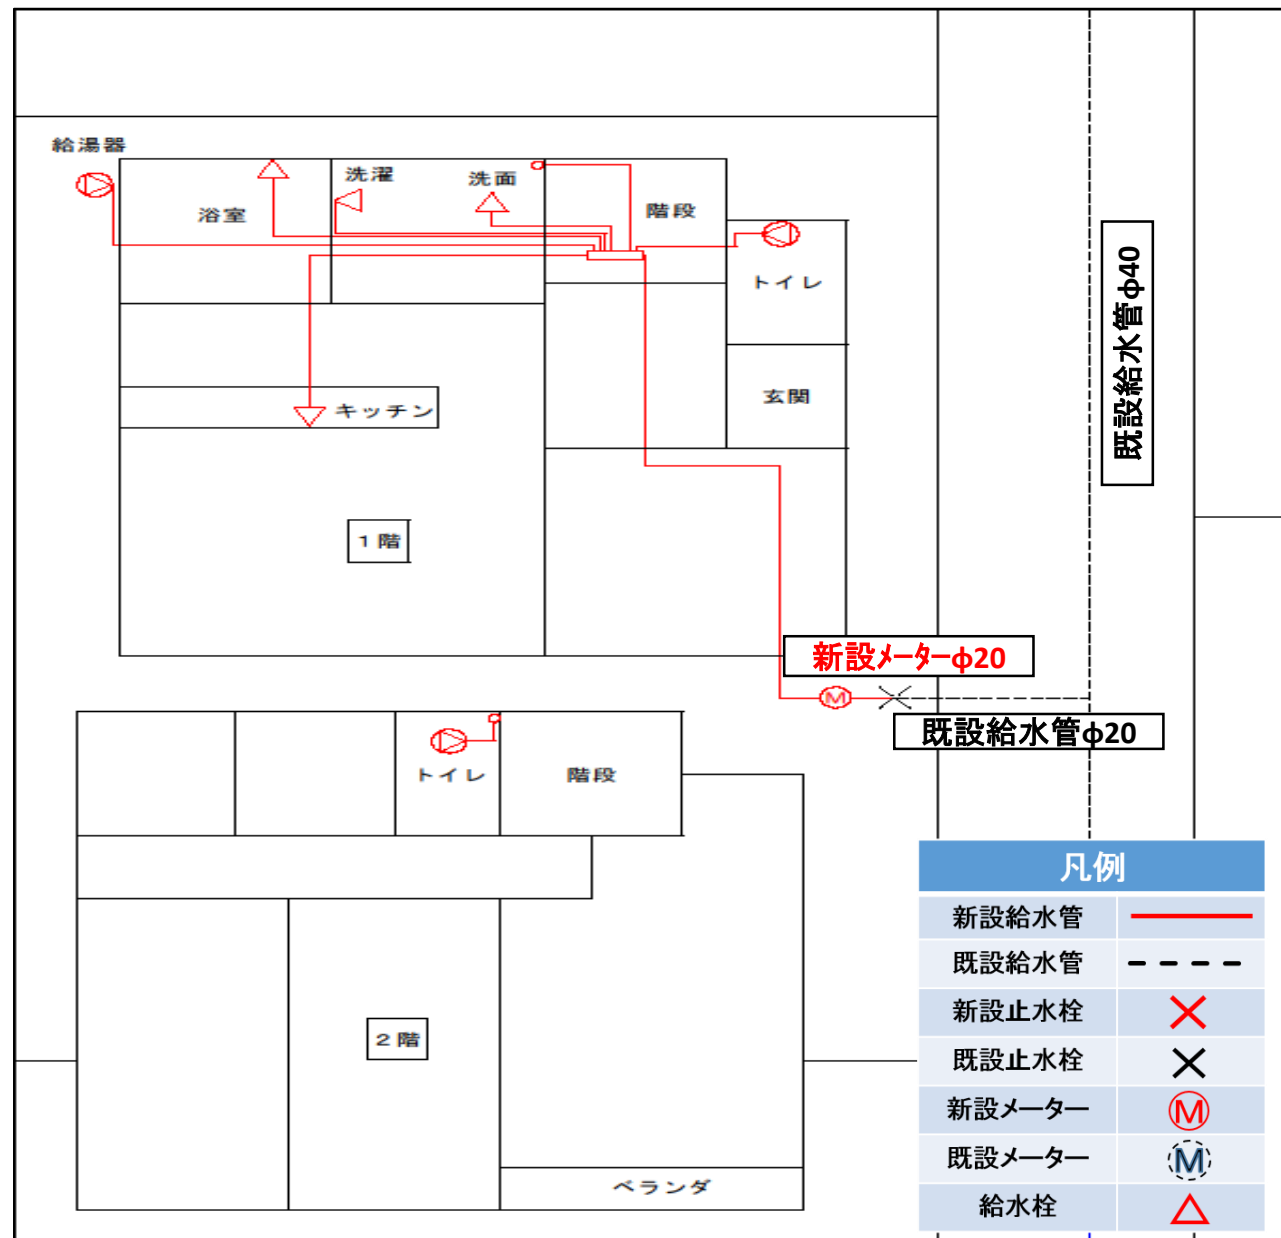 給湯器
浴室
洗濯
洗面
階段
トイレ
玄関
キッチン
1階
既設給水管φ40
新設メーターφ20
M
既設給水管φ20
トイレ
階段
2階
ベランダ
凡例
新設給水管
既設給水管
新設止水栓
既設止水栓
新設メーター
M
既設メーター
M
給水栓